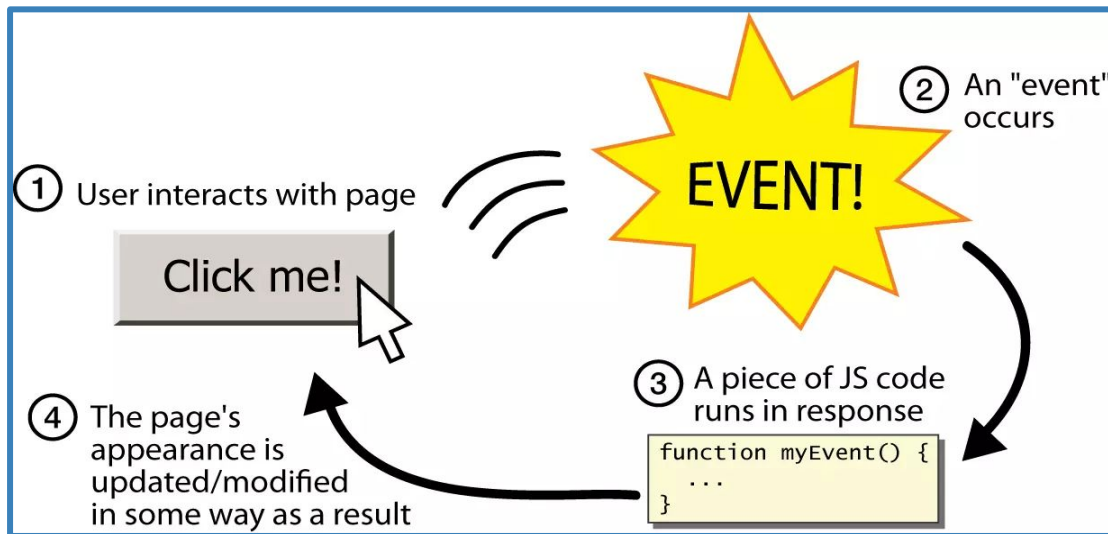 1 User interacts with page
Click me!
EVENT!
2 An "event"
occurs
3 A piece of JS code
runs in response
function myEvent() {
...
}
4 The page's
appearance is
updated/modified
in some way as a result